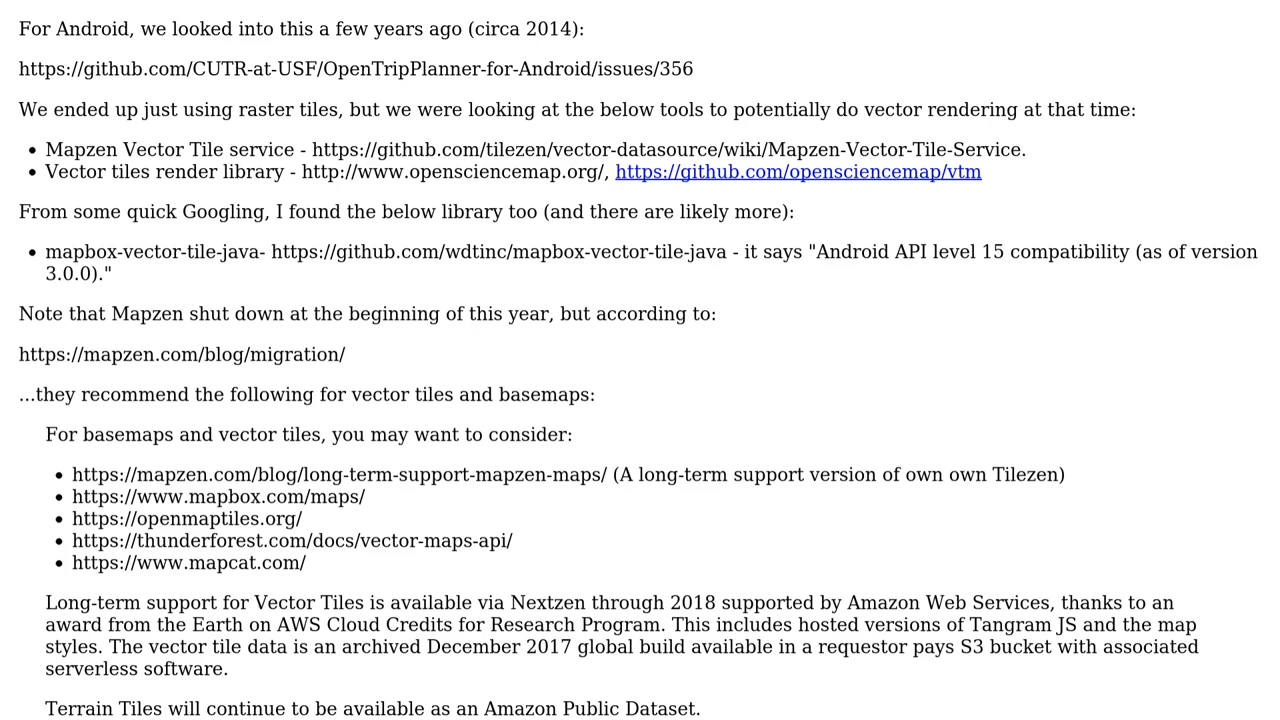 For Android, we looked into this a few years ago (circa 2014):
https://github.com/CUTR-at-USF/OpenTripPlanner-for-Android/issues/356
We ended up just using raster tiles, but we were looking at the below tools to potentially do vector rendering at that time:
• Mapzen Vector Tile service - https://github.com/tilezen/vector-datasource/wiki/Mapzen-Vector-Tile-Service.
• Vector tiles render library - http://www.opensciencemap.org/, https://github.com/opensciencemap/vtm
From some quick Googling, I found the below library too (and there are likely more):
• mapbox-vector-tile-java- https://github.com/wdtinc/mapbox-vector-tile-java - it says "Android API level 15 compatibility (as of version
3.0.0)."
Note that Mapzen shut down at the beginning of this year, but according to:
https://mapzen.com/blog/migration/
...they recommend the following for vector tiles and basemaps:
For basemaps and vector tiles, you may want to consider:
• https://mapzen.com/blog/long-term-support-mapzen-maps/ (A long-term support version of own own Tilezen)
• https://www.mapbox.com/maps/
• https://openmaptiles.org/
• https://thunderforest.com/docs/vector-maps-api/
• https://www.mapcat.com/
Long-term support for Vector Tiles is available via Nextzen through 2018 supported by Amazon Web Services, thanks to an
award from the Earth on AWS Cloud Credits for Research Program. This includes hosted versions of Tangram JS and the map
styles. The vector tile data is an archived December 2017 global build available in a requestor pays S3 bucket with associated
serverless software.
Terrain Tiles will continue to be available as an Amazon Public Dataset.